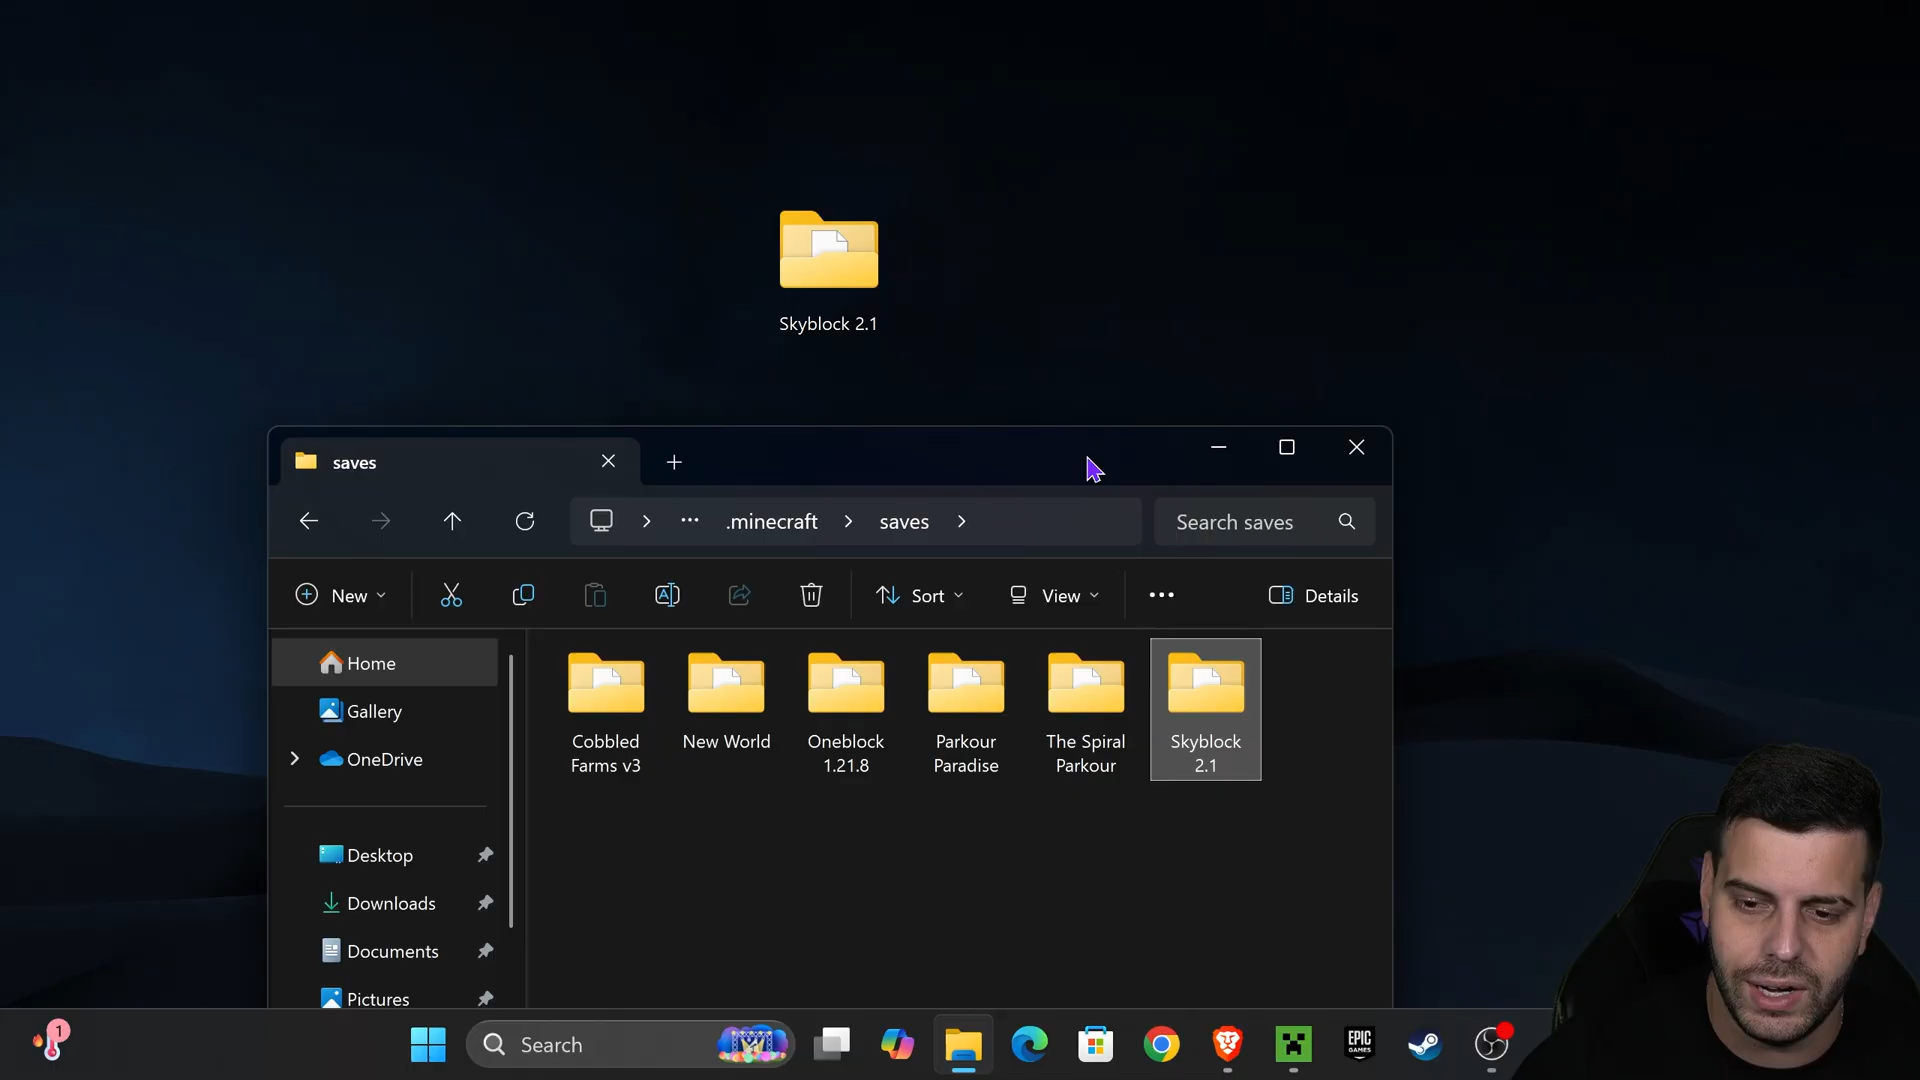 Skyblock 2.1
saves
.minecraft
saves
Search saves
New
Sort
View
Details
Home
Gallery
OneDrive
Desktop
Downloads
Documents
Pictures
Cobbled
Farms v3
New World
Oneblock
1.21.8
Parkour
Paradise
The Spiral
Parkour
Skyblock
2.1
1
Search
EPIC
GAMES